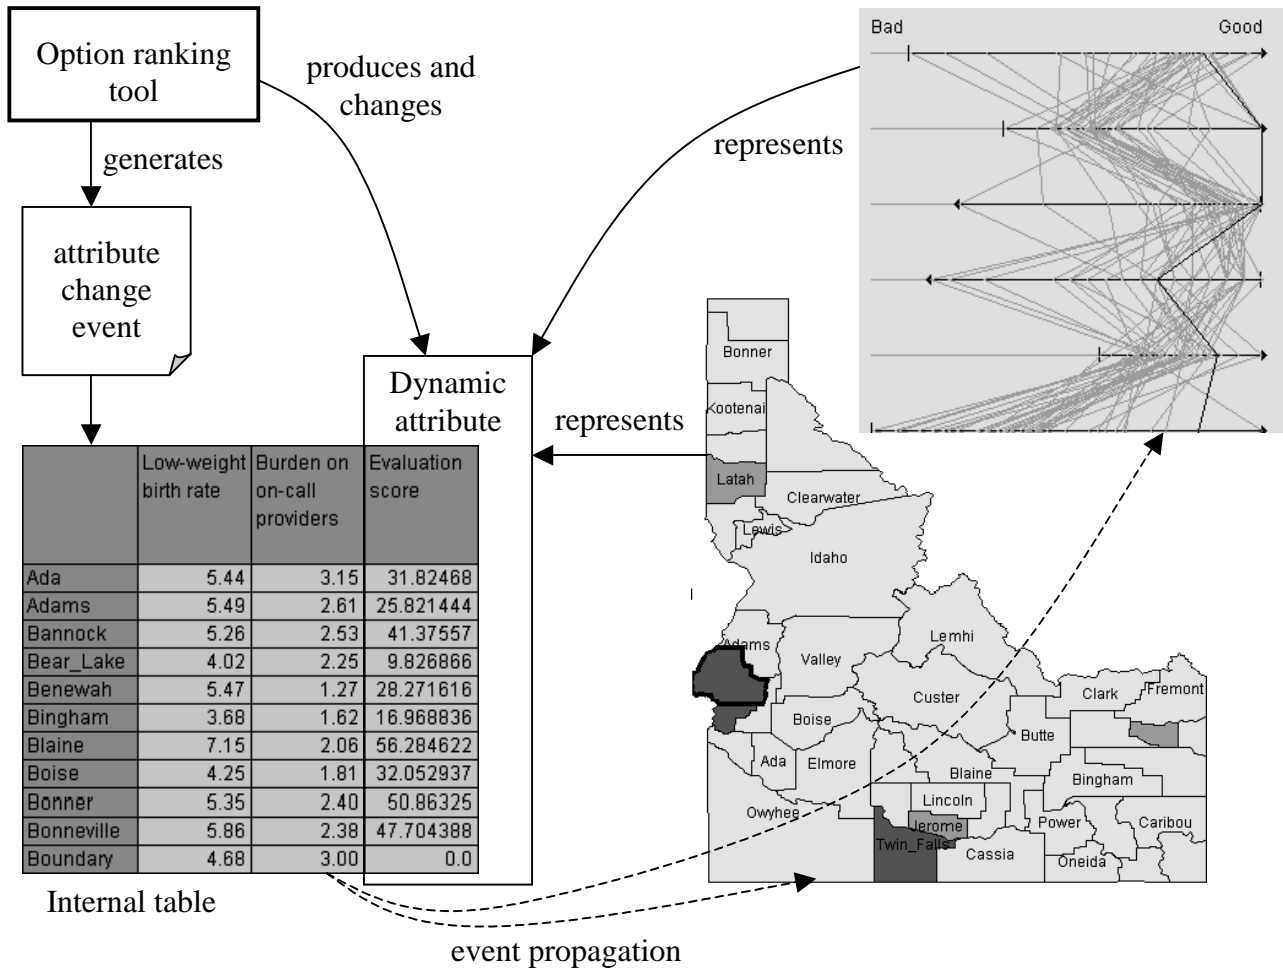 Option ranking
tool
produces and
changes
generates
attribute
change
event
represents
Bad Good
Dynamic
attribute
represents
Low-weight
birth rate
Burden on
on-call
providers
Evaluation
score
Ada 5.44 3.15 31.82468
Adams 5.49 2.61 25.821444
Bannock 5.26 2.53 41.37557
Bear_Lake 4.02 2.25 9.826866
Benewah 5.47 1.27 28.271616
Bingham 3.68 1.62 16.968836
Blaine 7.15 2.06 56.284622
Boise 4.25 1.81 32.052937
Bonner 5.35 2.40 50.86325
Bonneville 5.86 2.38 47.704388
Boundary 4.68 3.00 0.0
Internal table
event propagation
Bonner
Kootenai
Latah
Clearwater
Lewis
Idaho
Adams
Lemhi
Valley
Custer
Clark
Fremont
Boise
Butte
Ada
Elmore
Blaine
Bingham
Owyhee
Lincoln
Jerome
Power
Caribou
Twin_Falls
Cassia
Oneida